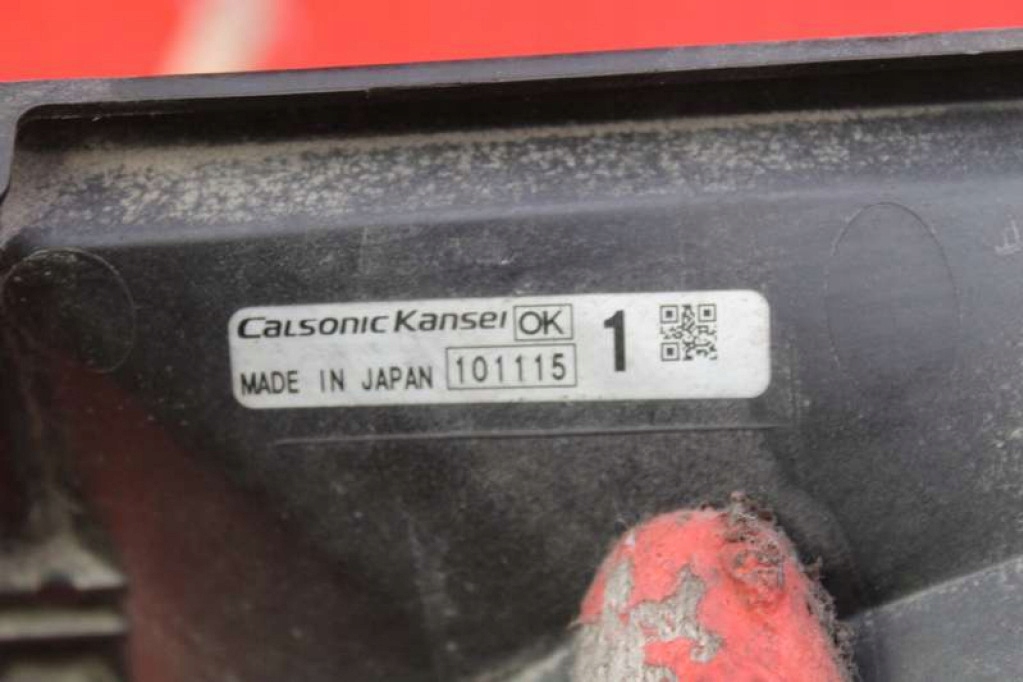 Calsonic Kansei OK 1
MADE IN JAPAN 101115